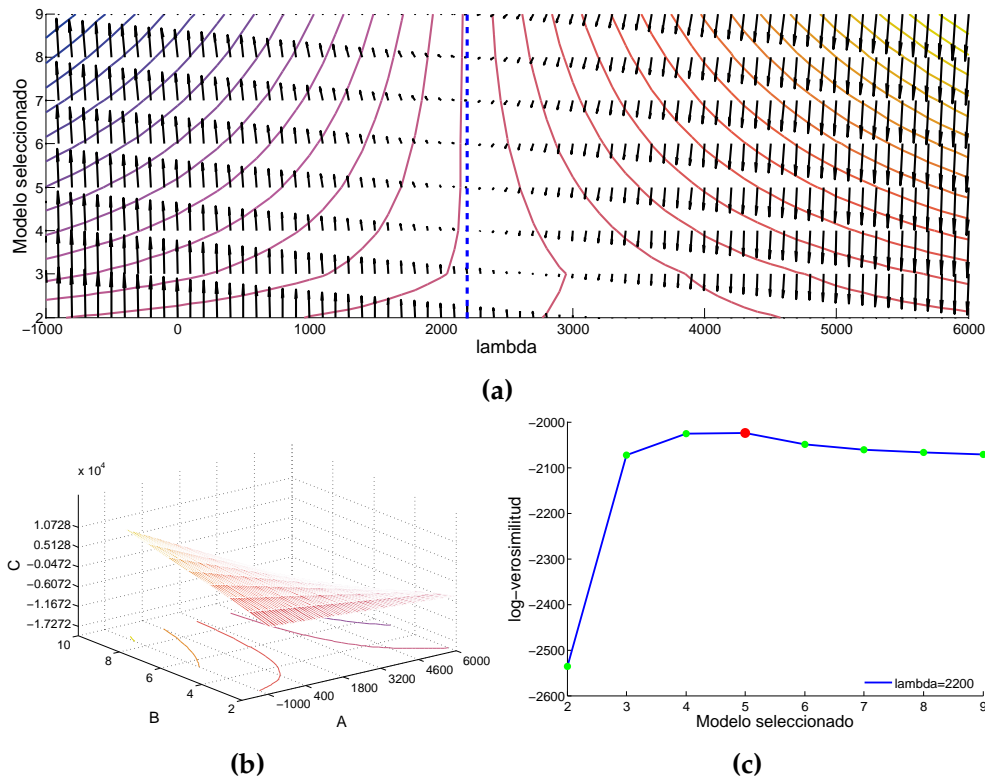 9
8
7
6
5
4
3
2
Modelo seleccionado
−1000 0 1000 2000 3000 4000 5000 6000
lambda
(a)
x 10^4
1.0728
0.5128
−0.0472
−0.6072
−1.1672
−1.7272
C
10
8
6
4
2
B
−1000 400 1800 3200 4600 6000
A
(b)
−2000
−2100
−2200
−2300
−2400
−2500
−2600
log−verosimilitud
lambda=2200
2 3 4 5 6 7 8 9
Modelo seleccionado
(c)